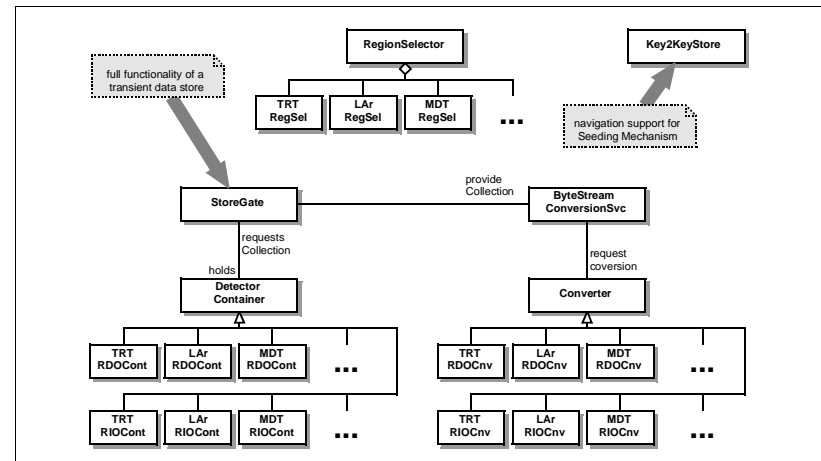 RegionSelector
Key2KeyStore
full functionality of a
transient data store
TRT
RegSel
LAr
RegSel
MDT
RegSel
...
navigation support for
Seeding Mechanism
provide
Collection
StoreGate
ByteStream
ConversionSvc
requests
Collection
holds
request
coversion
Detector
Container
Converter
TRT
RDOCont
LAr
RDOCont
MDT
RDOCont
...
TRT
RDOCnv
LAr
RDOCnv
MDT
RDOCnv
...
TRT
RIOCont
LAr
RIOCont
MDT
RIOCont
...
TRT
RIOCnv
LAr
RIOCnv
MDT
RIOCnv
...